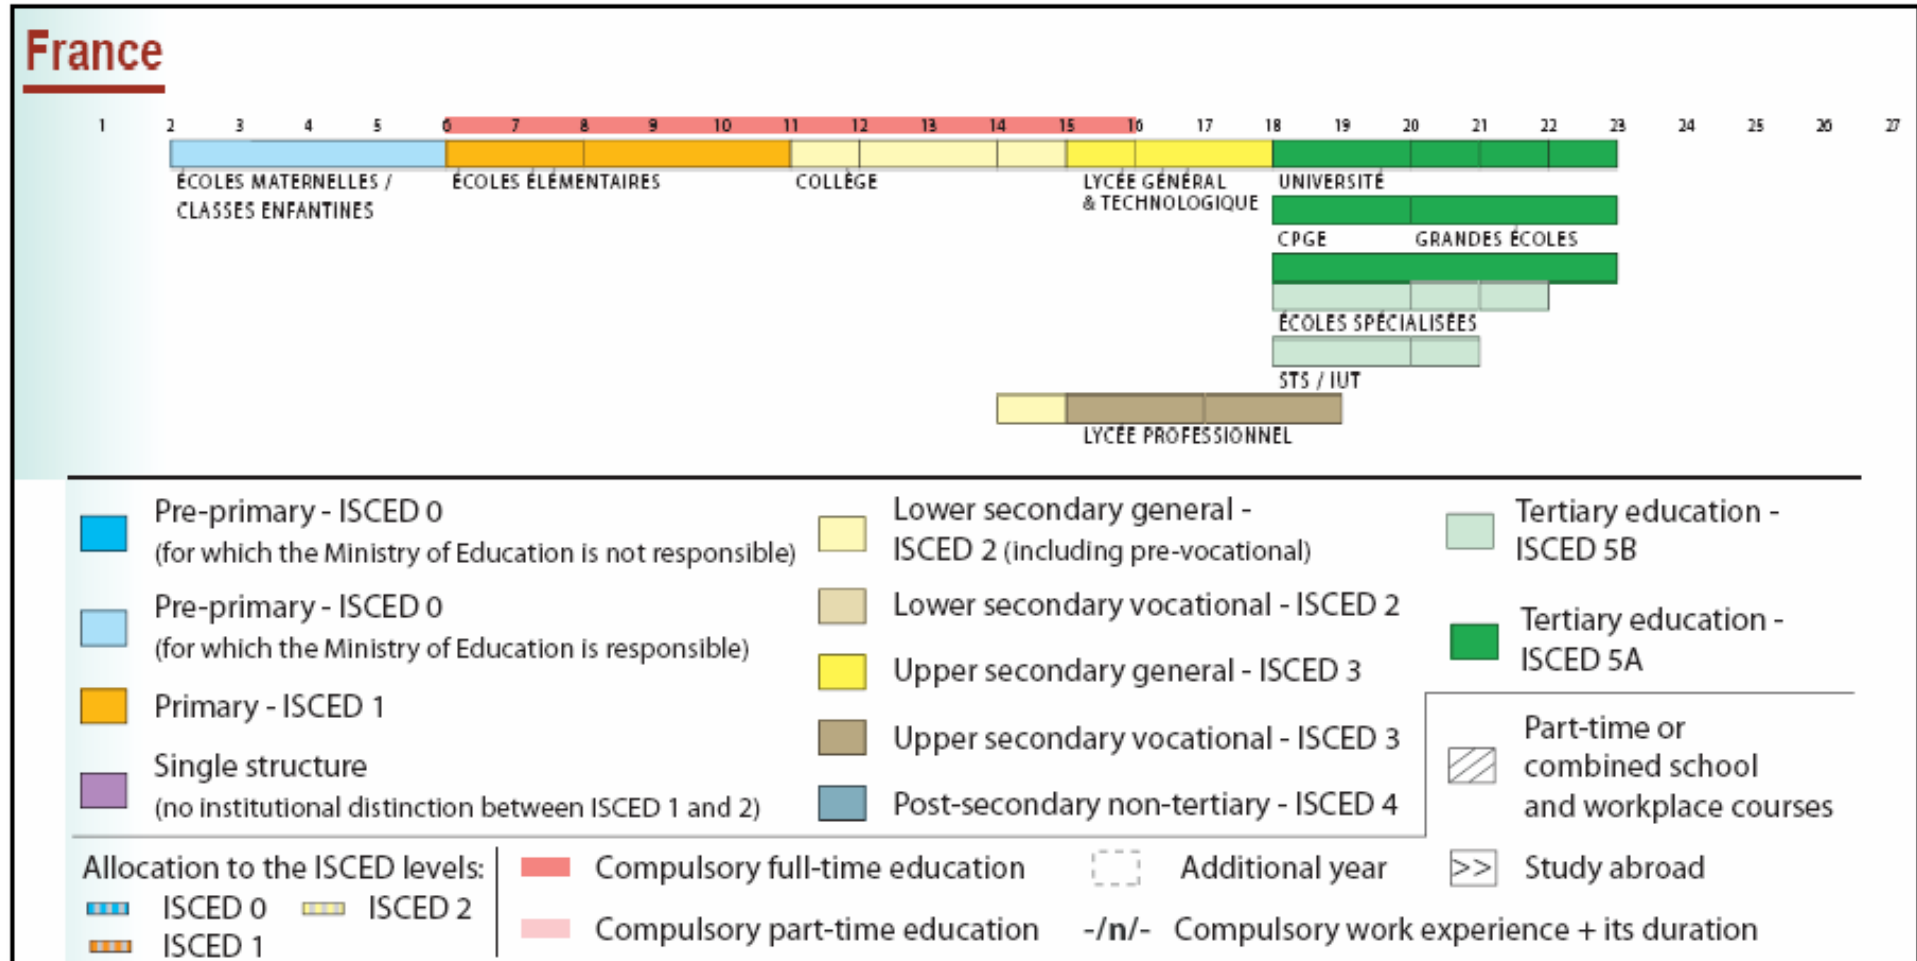 France
1 2 3 4 5 6 7 8 9 10 11 12 13 14 15 16 17 18 19 20 21 22 23 24 25 26 27
ÉCOLES MATERNELLES /
CLASSES ENFANTINES
ÉCOLES ÉLÉMENTAIRES
COLLÈGE
LYCÉE GÉNÉRAL
& TECHNOLOGIQUE
UNIVERSITÉ
CPGE
GRANDES ÉCOLES
ÉCOLES SPÉCIALISÉES
STS / IUT
LYCÉE PROFESSIONNEL
Pre-primary - ISCED 0
(for which the Ministry of Education is not responsible)
Pre-primary - ISCED 0
(for which the Ministry of Education is responsible)
Primary - ISCED 1
Single structure
(no institutional distinction between ISCED 1 and 2)
Lower secondary general -
ISCED 2 (including pre-vocational)
Lower secondary vocational - ISCED 2
Upper secondary general - ISCED 3
Upper secondary vocational - ISCED 3
Post-secondary non-tertiary - ISCED 4
Tertiary education -
ISCED 5B
Tertiary education -
ISCED 5A
Part-time or
combined school
and workplace courses
Allocation to the ISCED levels:
ISCED 0
ISCED 2
ISCED 1
Compulsory full-time education
Compulsory part-time education
Additional year
-/n/- Compulsory work experience + its duration
>> Study abroad